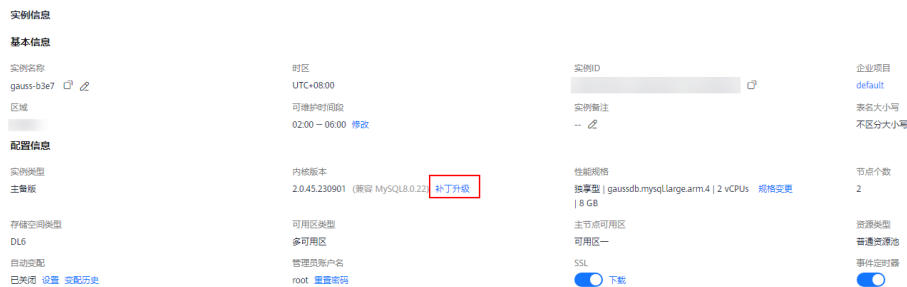 实例信息
基本信息
实例名称 时区 实例ID 企业项目
gauss-b3e7 UTC+08:00 default
区域 可维护时间段 实例备注 表名大小写
02:00 — 06:00 修改 -- 不区分大小写
配置信息
实例类型 内核版本 性能规格 节点个数
主备版 2.0.45.230901 (兼容 MySQL8.0.22) 补丁升级 独享型 | gaussdb.mysql.large.arm.4 | 2 vCPUs 规格变更 2
| 8 GB
存储空间类型 可用区类型 主节点可用区 资源类型
DL6 多可用区 可用区一 普通资源池
自动变配 管理员账户名 SSL 事件定时器
已关闭 设置 变配历史 root 重置密码 下载